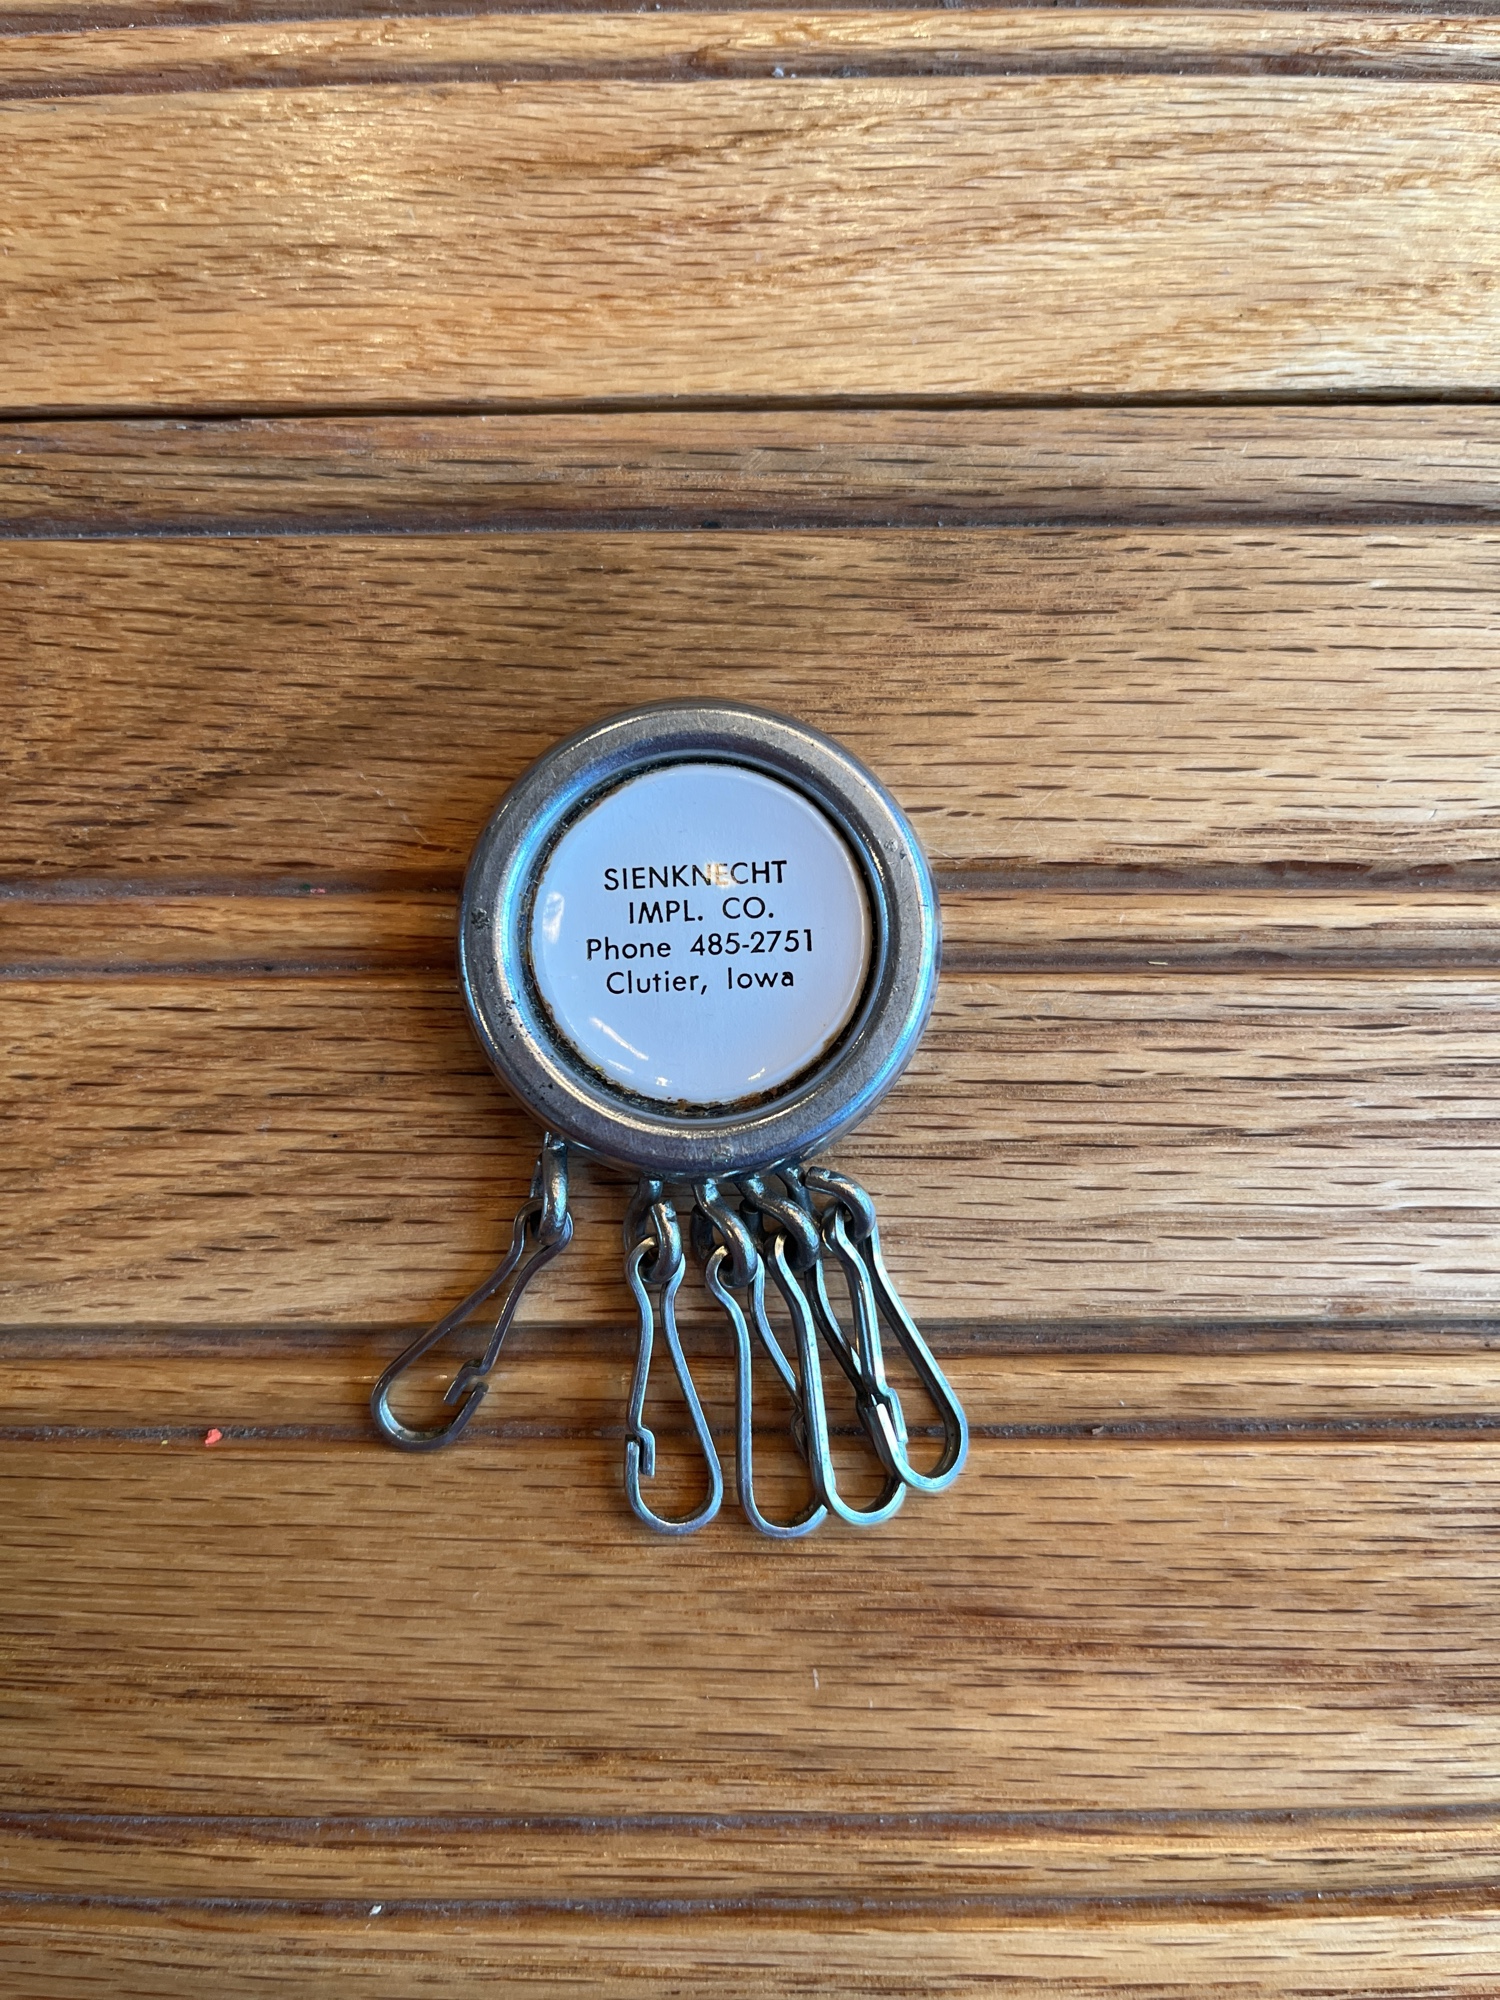 SIENKNECHT
IMPL. CO.
Phone 485-2751
Clutier, Iowa